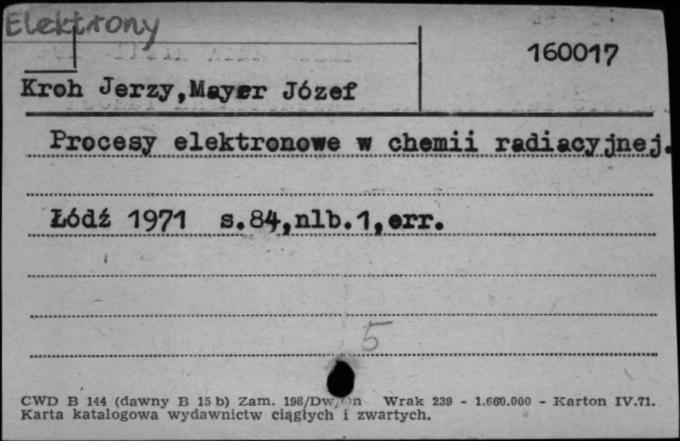 Elektrony
160017
Kroh Jerzy,Mayer Józef
Procesy elektronowe w chemii radiacyjnej.
Łódź 1971 s.84,nlb.1,err.
5
CWD B 144 (dawny B 15 b) Zam. 198/Dw/ n Wrak 239 - 1.660.000 - Karton IV.71.
Karta katalogowa wydawnictw ciągłych i zwartych.